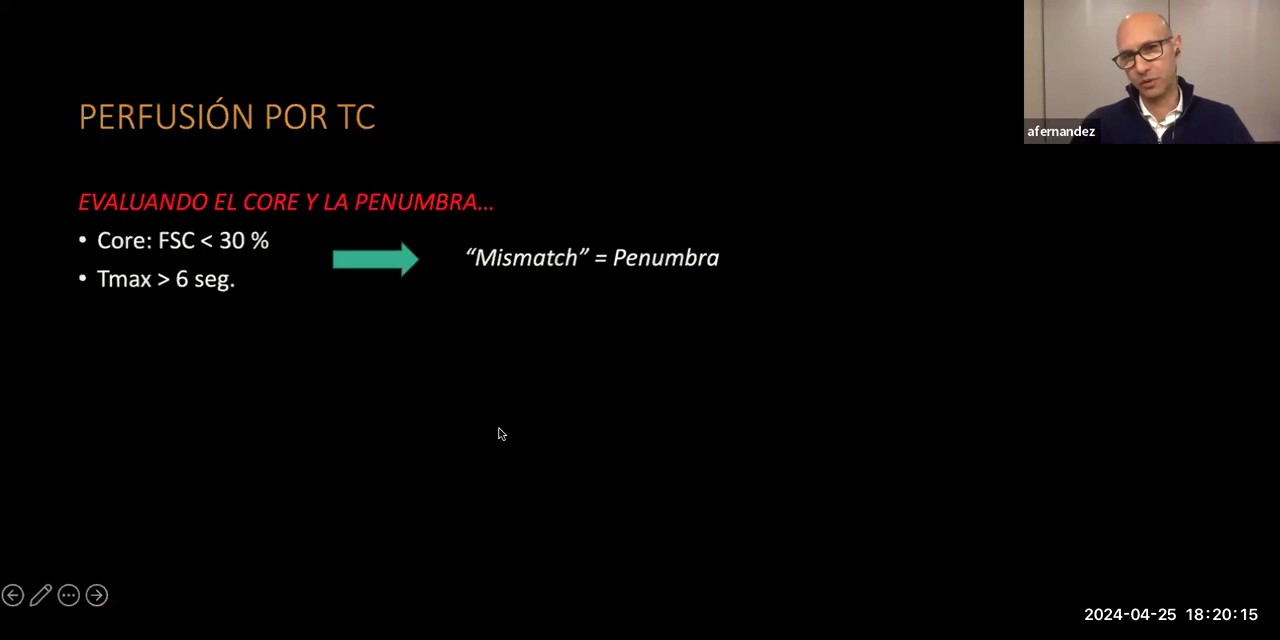 afernandez
PERFUSIÓN POR TC
EVALUANDO EL CORE Y LA PENUMBRA...
• Core: FSC < 30 %
• Tmax > 6 seg.
“Mismatch” = Penumbra
2024-04-25 18:20:15